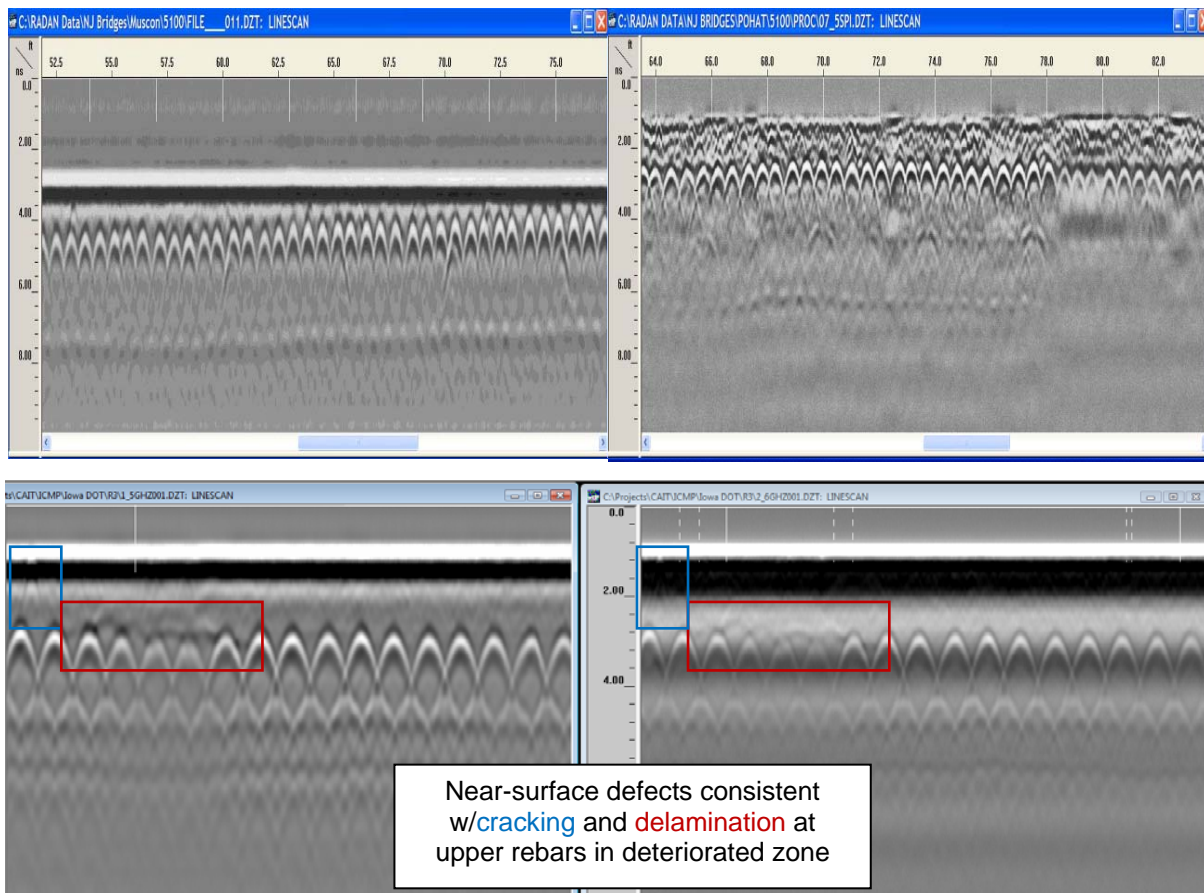 C:\RADAN Data\NJ Bridges\Muscon\5100\FILE____011.DZT: LINESCAN
ft
ns
52.5 55.0 57.5 60.0 62.5 65.0 67.5 70.0 72.5 75.0
0.0
2.00
4.00
6.00
8.00
C:\RADAN DATA\NJ BRIDGES\POHAT\5100\PROC\07_5SPI.DZT: LINESCAN
ft
ns
64.0 66.0 68.0 70.0 72.0 74.0 76.0 78.0 80.0 82.0
0.0
2.00
4.00
6.00
8.00
ts\CAIT\ICMP\Iowa DOT\R3\1_5GHZ001.DZT: LINESCAN
C:\Projects\CAIT\ICMP\Iowa DOT\R3\2_6GHZ001.DZT: LINESCAN
0.0
2.00
4.00
Near-surface defects consistent
w/cracking and delamination at
upper rebars in deteriorated zone